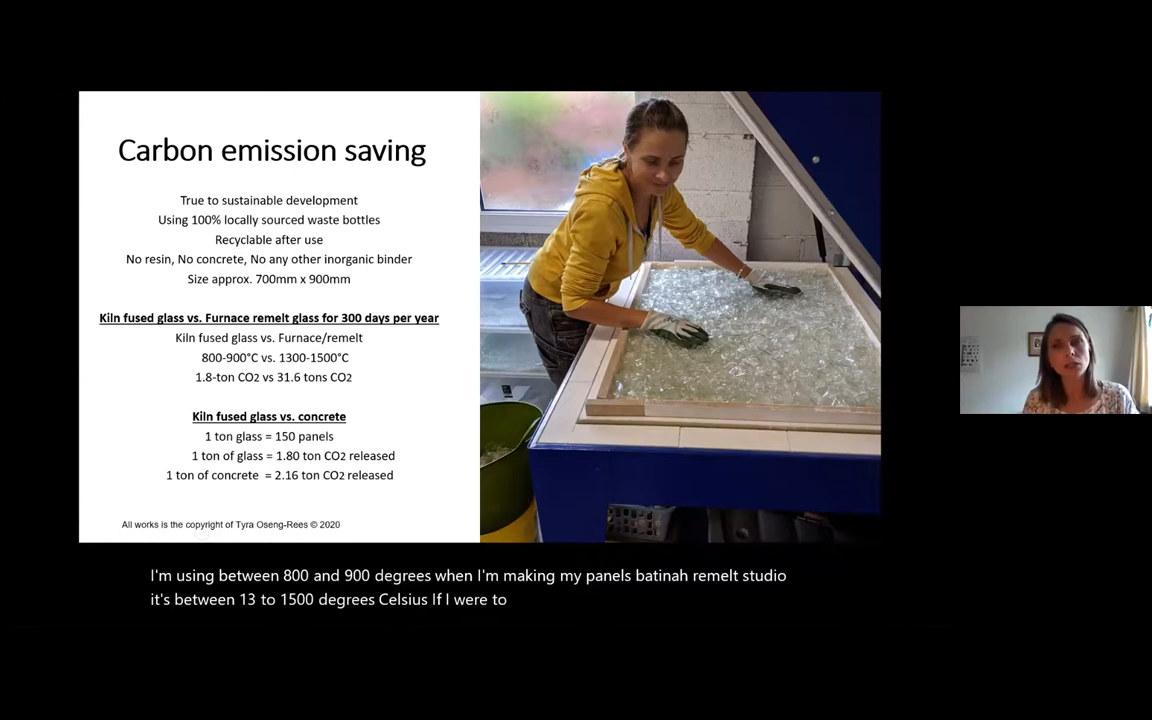 Carbon emission saving
True to sustainable development
Using 100% locally sourced waste bottles
Recyclable after use
No resin, No concrete, No any other inorganic binder
Size approx. 700mm x 900mm
Kiln fused glass vs. Furnace remelt glass for 300 days per year
Kiln fused glass vs. Furnace/remelt
800-900°C vs. 1300-1500°C
1.8-ton CO2 vs 31.6 tons CO2
Kiln fused glass vs. concrete
1 ton glass = 150 panels
1 ton of glass = 1.80 ton CO2 released
1 ton of concrete = 2.16 ton CO2 released
All works is the copyright of Tyra Oseng-Rees © 2020
I'm using between 800 and 900 degrees when I'm making my panels batinah remelt studio
it's between 13 to 1500 degrees Celsius If I were to